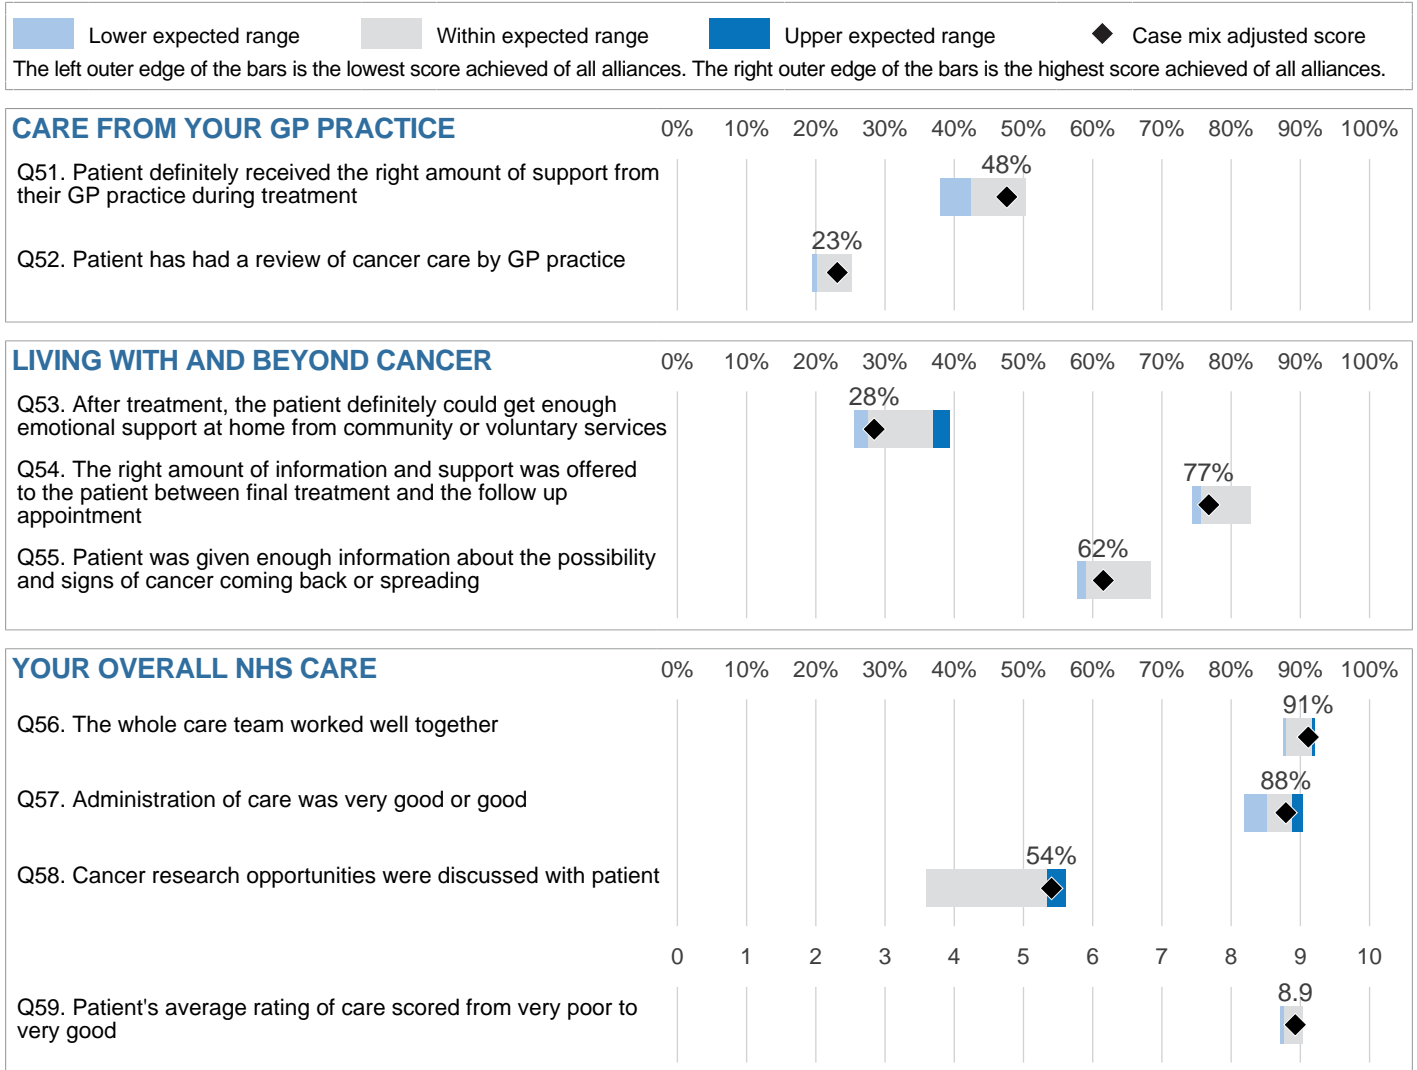 Lower expected range Within expected range Upper expected range Case mix adjusted score
The left outer edge of the bars is the lowest score achieved of all alliances. The right outer edge of the bars is the highest score achieved of all alliances.
CARE FROM YOUR GP PRACTICE 0% 10% 20% 30% 40% 50% 60% 70% 80% 90% 100%
48%
Q51. Patient definitely received the right amount of support from
their GP practice during treatment
23%
Q52. Patient has had a review of cancer care by GP practice
LIVING WITH AND BEYOND CANCER 0% 10% 20% 30% 40% 50% 60% 70% 80% 90% 100%
28%
Q53. After treatment, the patient definitely could get enough
emotional support at home from community or voluntary services
77%
Q54. The right amount of information and support was offered
to the patient between final treatment and the follow up
appointment
62%
Q55. Patient was given enough information about the possibility
and signs of cancer coming back or spreading
YOUR OVERALL NHS CARE 0% 10% 20% 30% 40% 50% 60% 70% 80% 90% 100%
91%
Q56. The whole care team worked well together
88%
Q57. Administration of care was very good or good
54%
Q58. Cancer research opportunities were discussed with patient
0 1 2 3 4 5 6 7 8 9 10
8.9
Q59. Patient's average rating of care scored from very poor to
very good